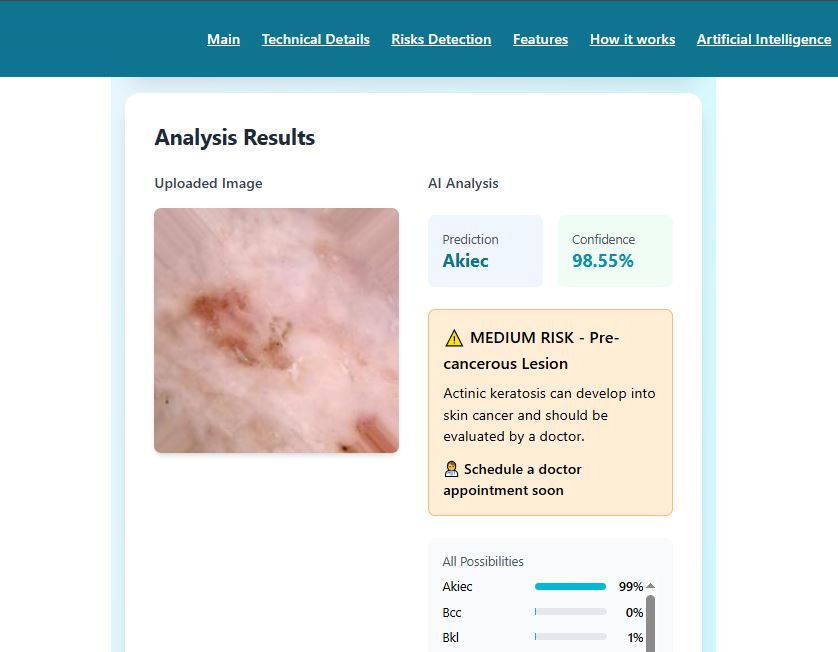 Main Technical Details Risks Detection Features How it works Artificial Intelligence
Analysis Results
Uploaded Image
AI Analysis
Prediction
Akiec
Confidence
98.55%
⚠️ MEDIUM RISK - Pre-
cancerous Lesion
Actinic keratosis can develop into
skin cancer and should be
evaluated by a doctor.
👩‍⚕️ Schedule a doctor
appointment soon
All Possibilities
Akiec 99%
Bcc 0%
Bkl 1%